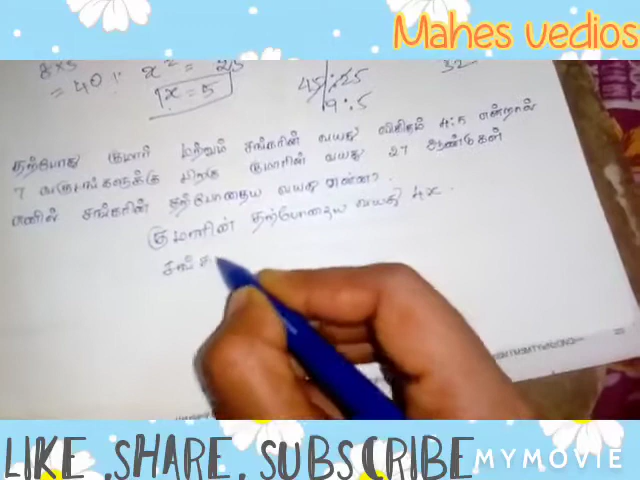 Mahes vedios
8x5
= 40
x² = 25
x = 5
45 : 25
9 : 5
32
தற்போது குமார் மற்றும் சங்கரின் வயது விகிதம் 4:5 என்றால்
7 வருடங்களுக்கு பிறகு குமாரின் வயது 27 ஆண்டுகள்
எனில் சங்கரின் தற்போதைய வயது என்ன?
குமாரின் தற்போதைய வயது 4x.
சங்க
LIKE .SHARE. SUBSCRIBE
MYMOVIE